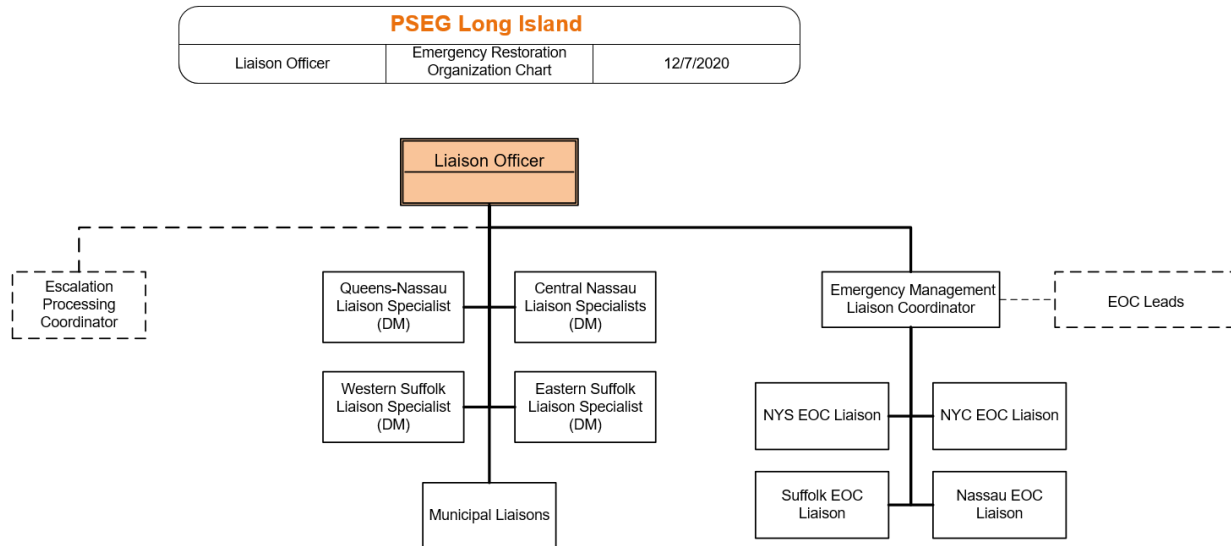 PSEG Long Island
Liaison Officer
Emergency Restoration
Organization Chart
12/7/2020
Liaison Officer
Escalation
Processing
Coordinator
Queens-Nassau
Liaison Specialist
(DM)
Central Nassau
Liaison Specialists
(DM)
Emergency Management
Liaison Coordinator
EOC Leads
Western Suffolk
Liaison Specialist
(DM)
Eastern Suffolk
Liaison Specialist
(DM)
NYS EOC Liaison
NYC EOC Liaison
Municipal Liaisons
Suffolk EOC
Liaison
Nassau EOC
Liaison